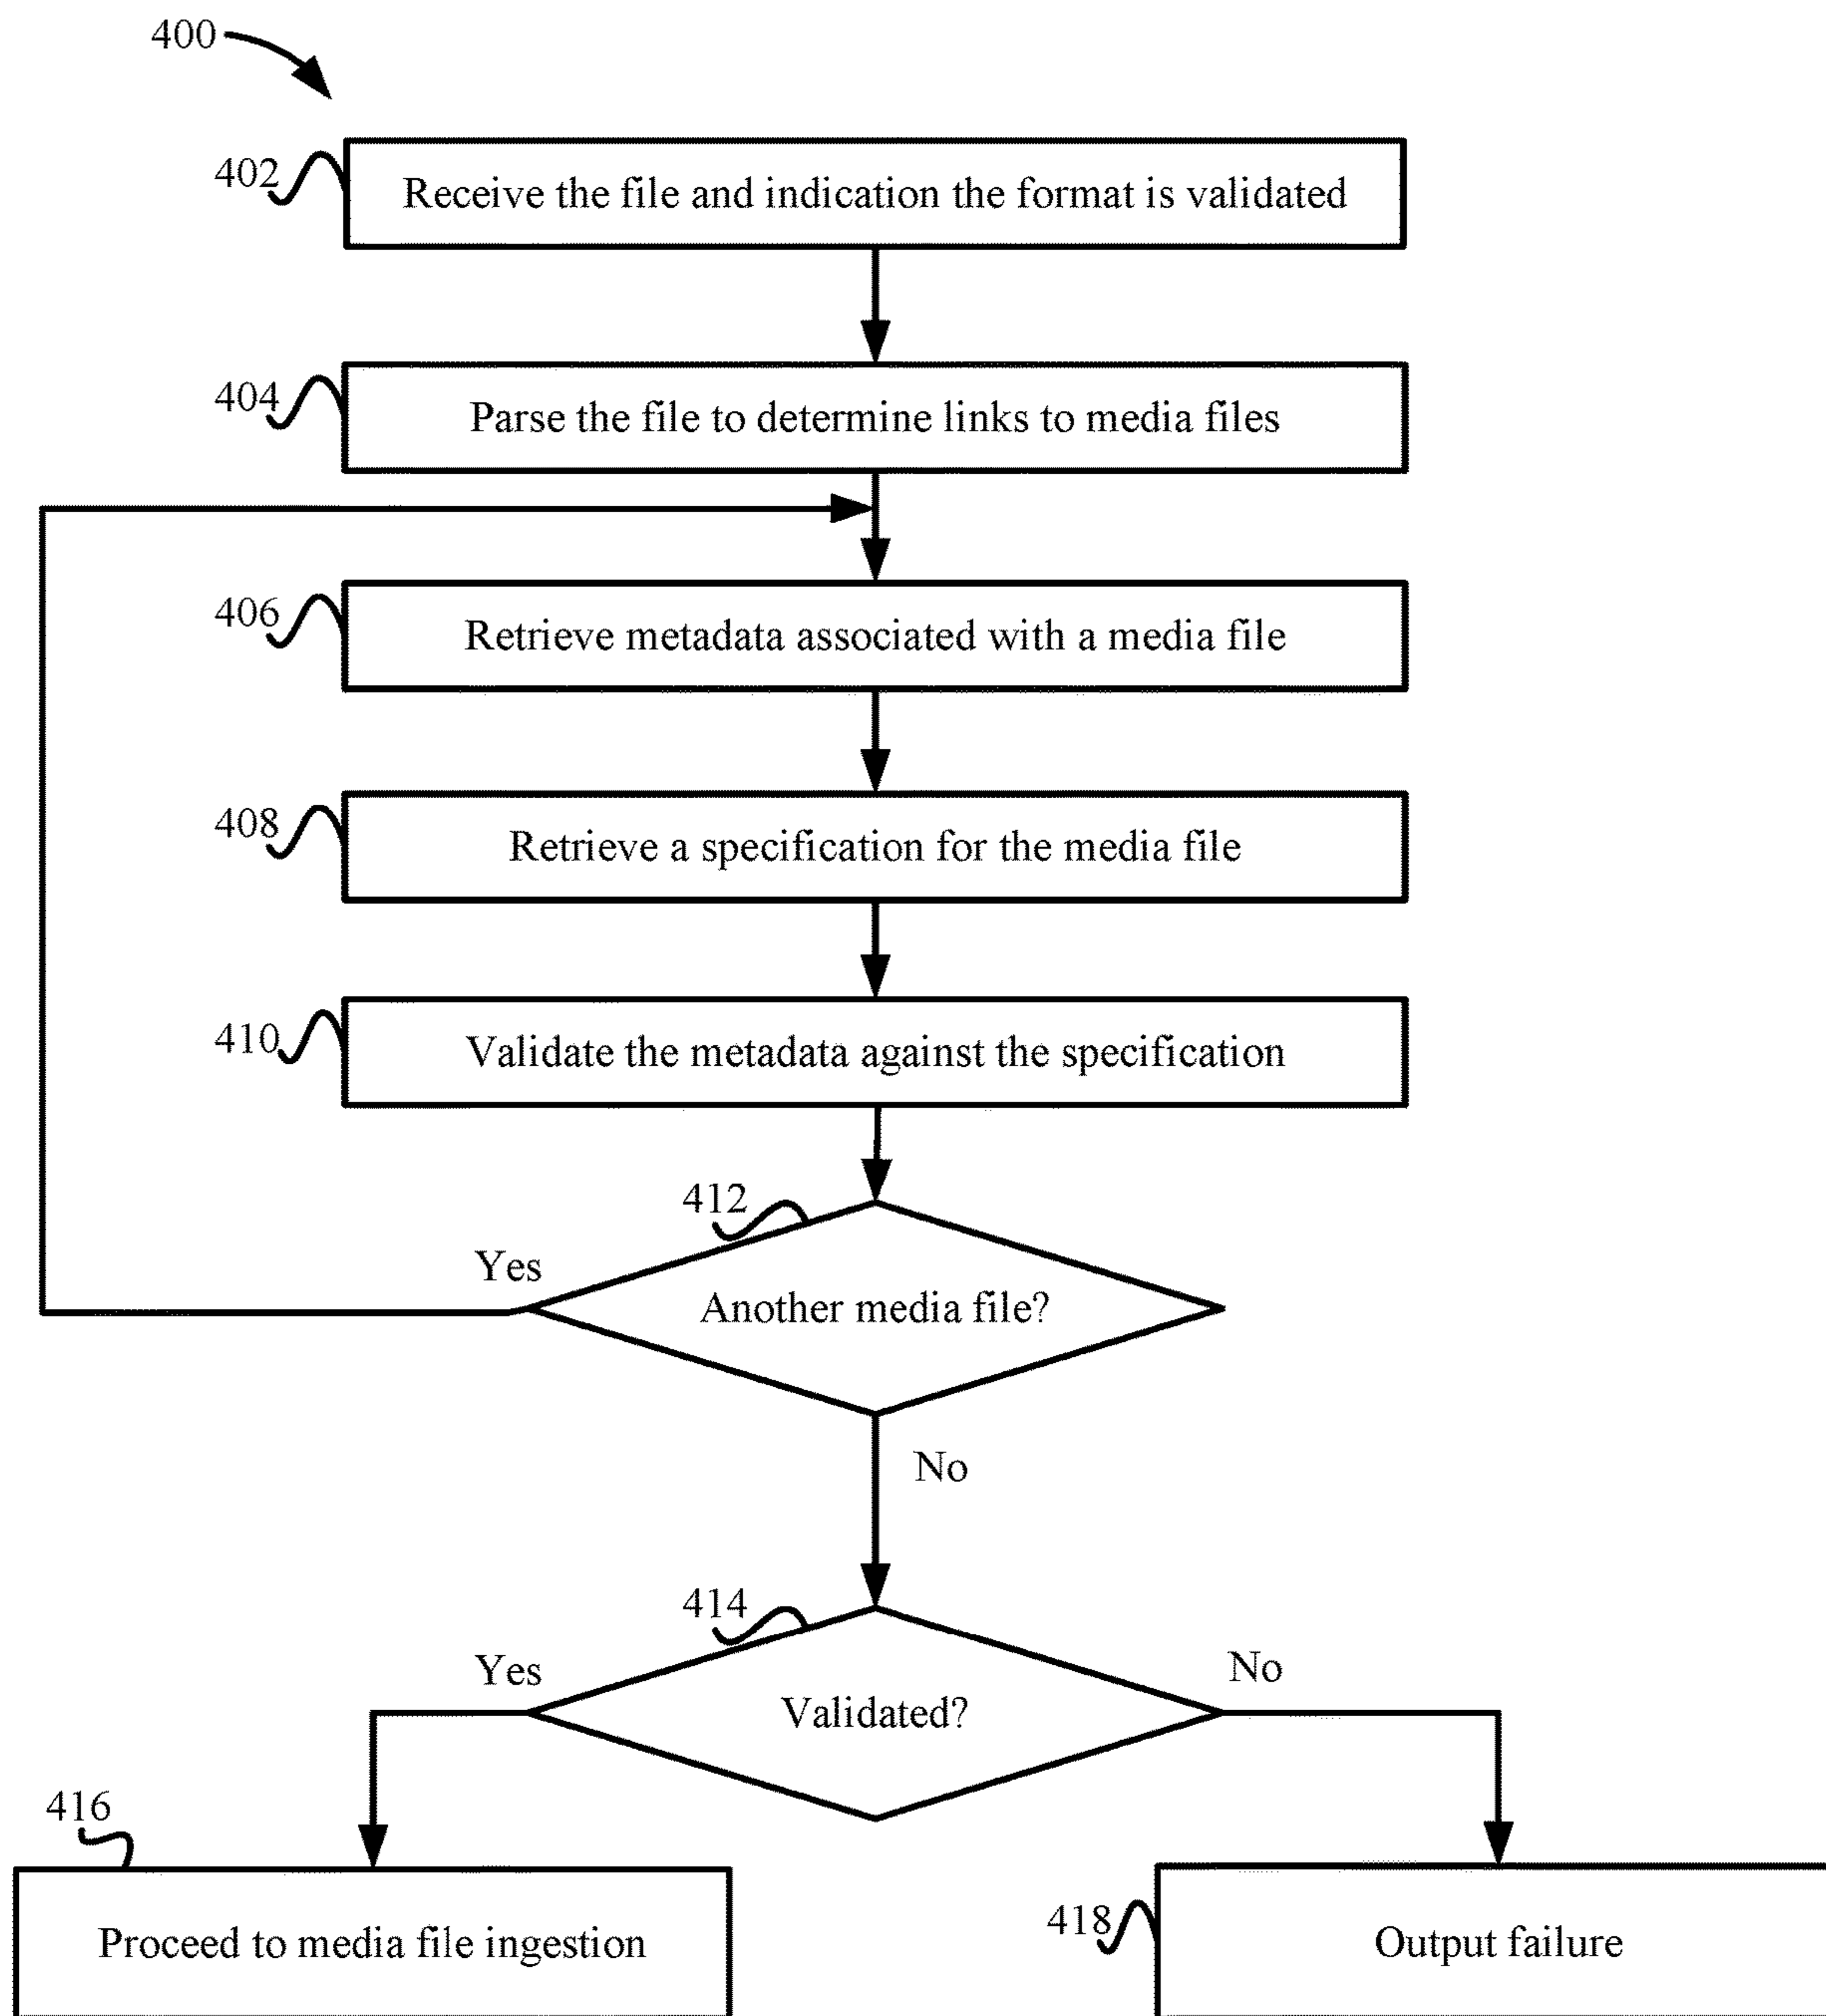 400
402
Receive the file and indication the format is validated
404
Parse the file to determine links to media files
406
Retrieve metadata associated with a media file
408
Retrieve a specification for the media file
410
Validate the metadata against the specification
412
Yes
Another media file?
No
414
Yes
No
Validated?
416
Proceed to media file ingestion
418
Output failure